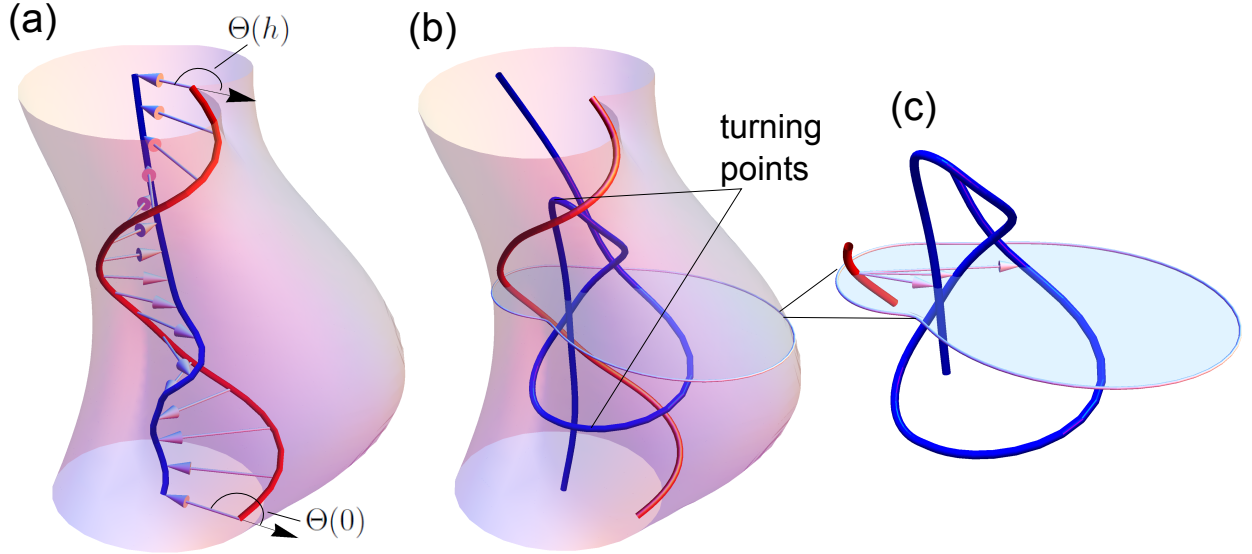 (a)
Θ(h)
(b)
turning
points
(c)
Θ(0)